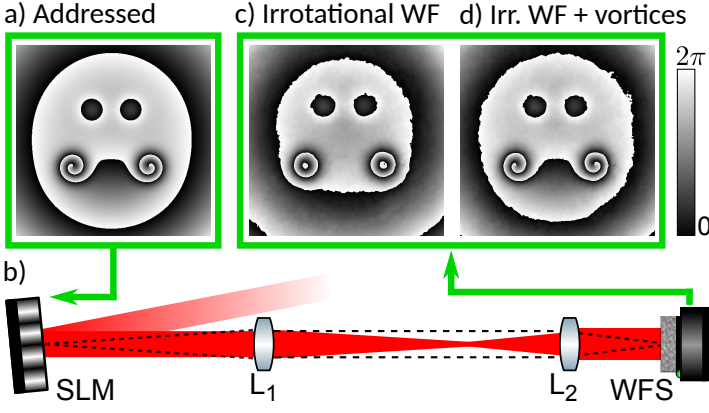 a) Addressed
c) Irrotational WF
d) Irr. WF + vortices
2π
0
b)
SLM
L₁
L₂
WFS